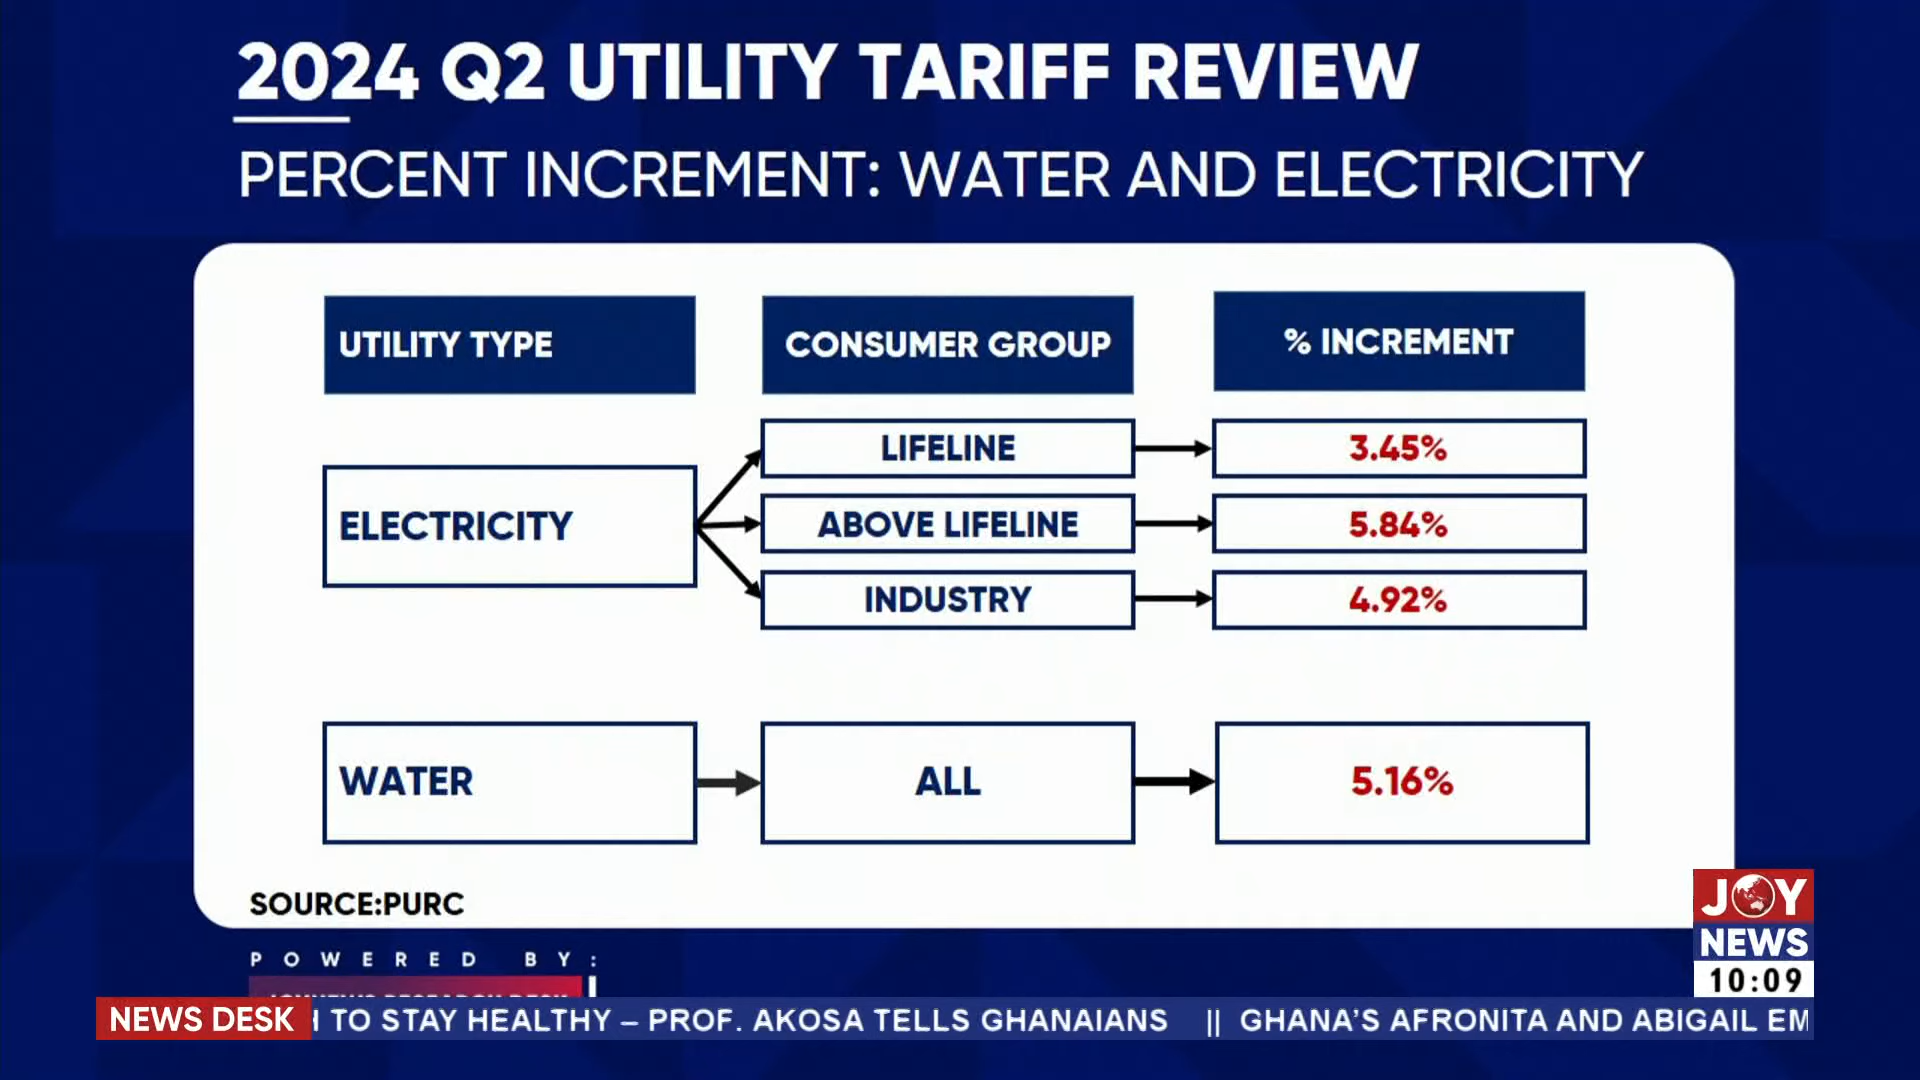 2024 Q2 UTILITY TARIFF REVIEW
PERCENT INCREMENT: WATER AND ELECTRICITY
UTILITY TYPE
CONSUMER GROUP
% INCREMENT
ELECTRICITY
LIFELINE
3.45%
ABOVE LIFELINE
5.84%
INDUSTRY
4.92%
WATER
ALL
5.16%
SOURCE:PURC
POWERED BY:
JOY
NEWS
10:09
NEWS DESK
TO STAY HEALTHY – PROF. AKOSA TELLS GHANAIANS || GHANA'S AFRONITA AND ABIGAIL